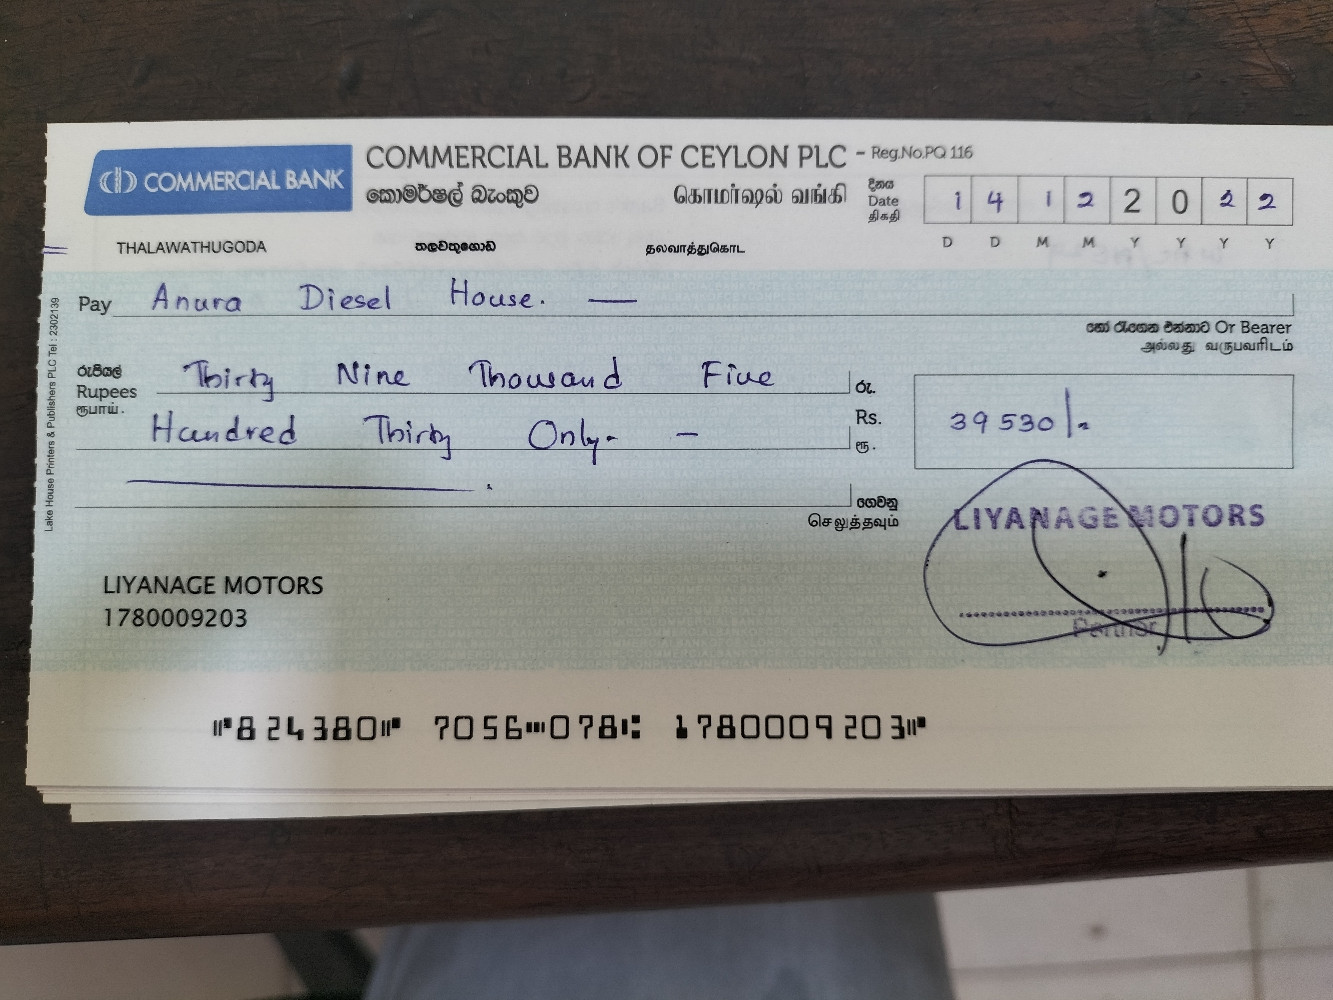 COMMERCIAL BANK
COMMERCIAL BANK OF CEYLON PLC - Reg.No.PQ 116
කොමර්ෂල් බැංකුව கொமர்ஷல் வங்கி
දිනය
Date
திகதி
1 4 1 2 2 0 2 2
D D M M Y Y Y Y
THALAWATHUGODA තලවතුගොඩ தலவாத்துகொட
Pay Anura Diesel House. —
හෝ රැගෙන එන්නාට Or Bearer
அல்லது வருபவரிடம்
රුපියල්
Rupees
ரூபாய்.
Thirty Nine Thousand Five
Hundred Thirty Only- –
රු.
Rs.
ரூ.
39530/-
ගෙවනු
செலுத்தவும்
LIYANAGE MOTORS
Partner
LIYANAGE MOTORS
1780009203
⑈824380⑈ 7056⑉078⑆ 1780009203⑈
Lake House Printers & Publishers PLC Tel : 2302139